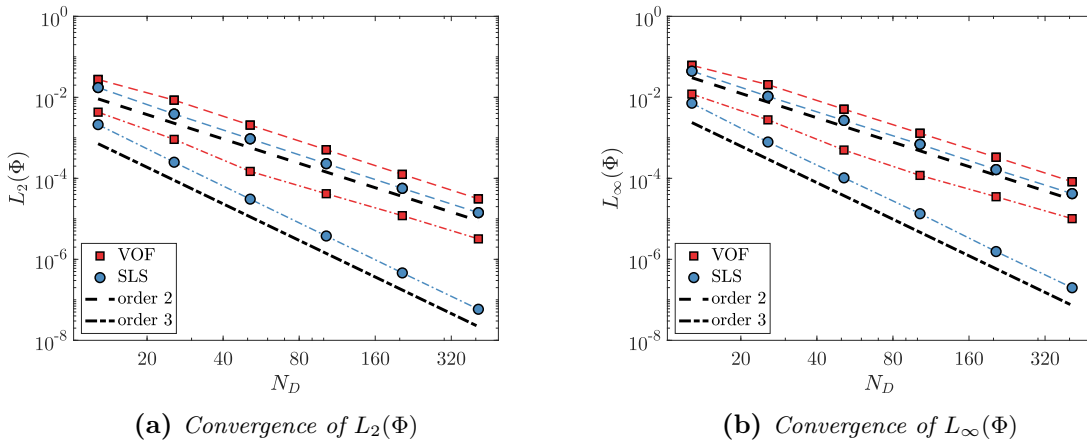 10^0
10^-2
10^-4
10^-6
10^-8
L_2(Φ)
VOF
SLS
order 2
order 3
20 40 80 160 320
N_D
(a) Convergence of L_2(Φ)
10^0
10^-2
10^-4
10^-6
10^-8
L_∞(Φ)
VOF
SLS
order 2
order 3
20 40 80 160 320
N_D
(b) Convergence of L_∞(Φ)